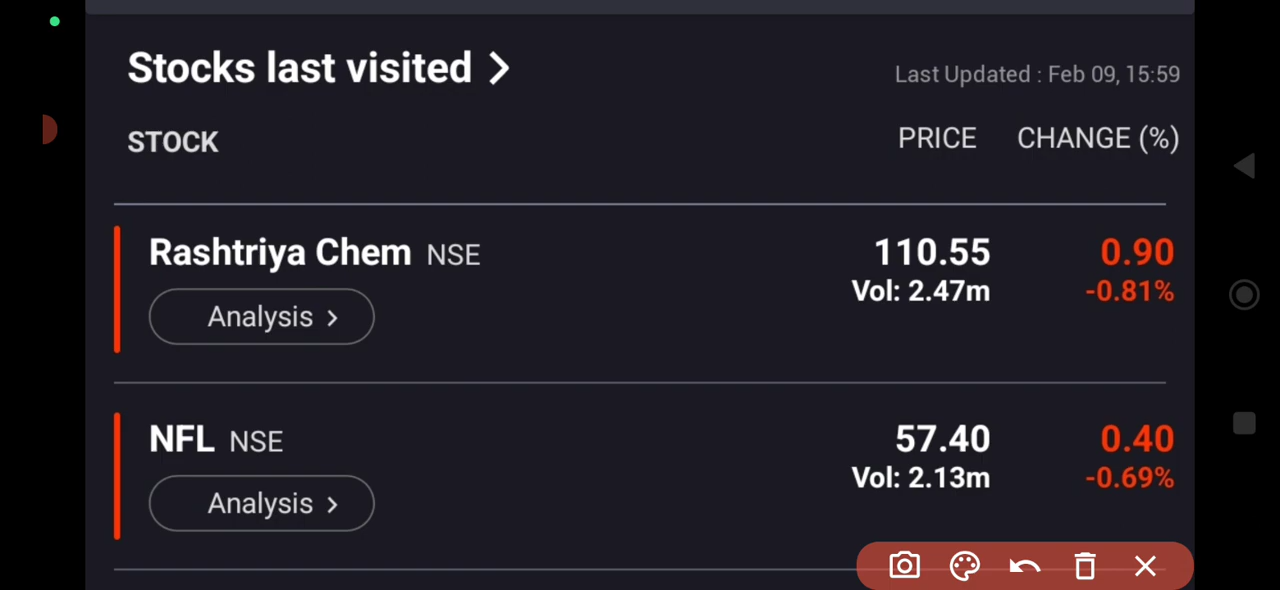 Stocks last visited >
Last Updated : Feb 09, 15:59
STOCK PRICE CHANGE (%)
Rashtriya Chem NSE 110.55 0.90
Vol: 2.47m -0.81%
Analysis >
NFL NSE 57.40 0.40
Vol: 2.13m -0.69%
Analysis >